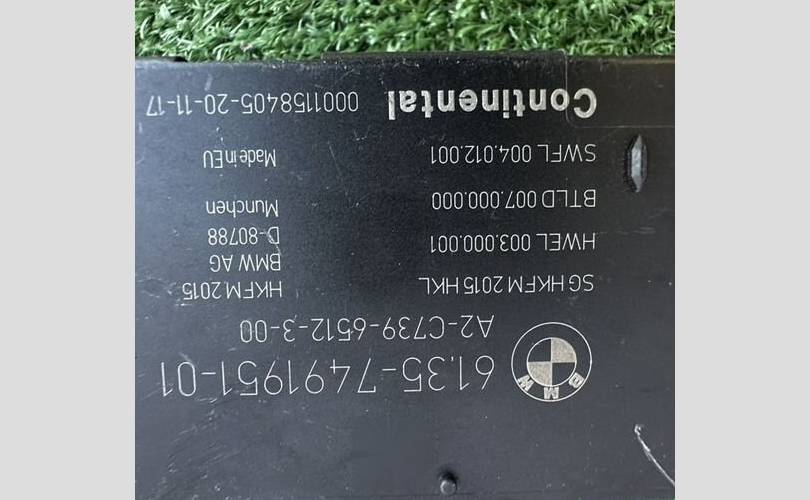 BMW
61.35-7491951-01
A2-C739-6512-3-00
SG HKFM 2015 HKL HKFM 2015
BMW AG
HWEL 003.000.001 D-80788
BTLD 007.000.000 Munchen
SWFL 004.012.001 Made in EU
Continental 0001158405-20-11-17